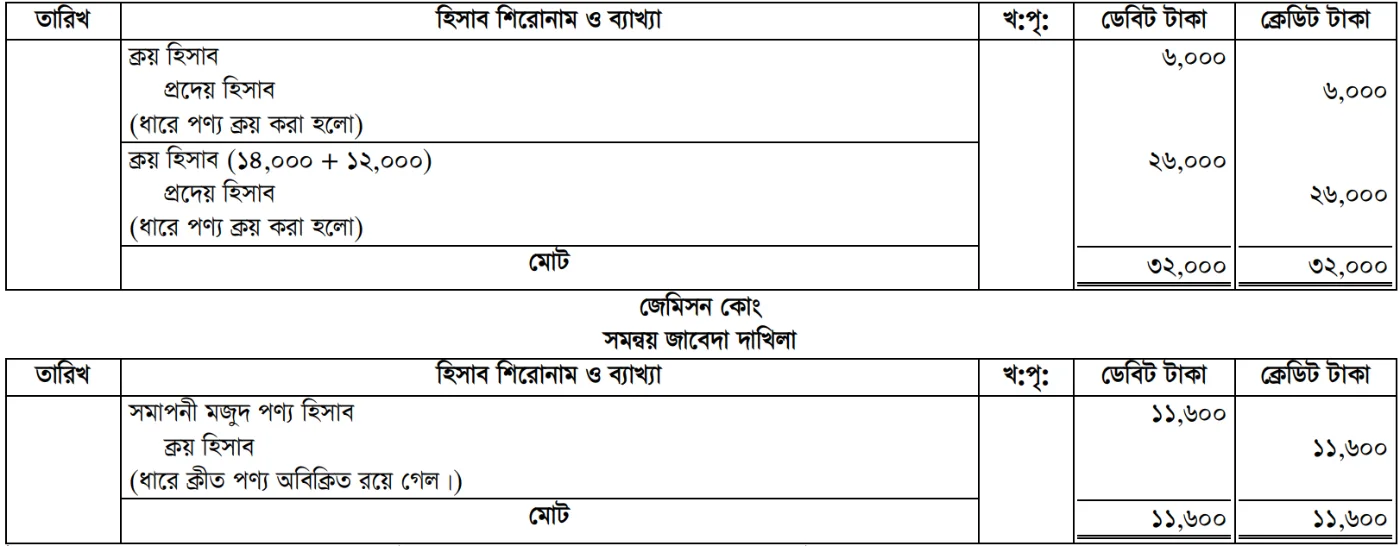 তারিখ হিসাব শিরোনাম ও ব্যাখ্যা খ:পৃ: ডেবিট টাকা ক্রেডিট টাকা
ক্রয় হিসাব ৬,০০০
প্রদেয় হিসাব ৬,০০০
(ধারে পণ্য ক্রয় করা হলো)
ক্রয় হিসাব (১৪,০০০ + ১২,০০০) ২৬,০০০
প্রদেয় হিসাব ২৬,০০০
(ধারে পণ্য ক্রয় করা হলো)
মোট ৩২,০০০ ৩২,০০০
জেমিসন কোং
সমন্বয় জাবেদা দাখিলা
তারিখ হিসাব শিরোনাম ও ব্যাখ্যা খ:পৃ: ডেবিট টাকা ক্রেডিট টাকা
সমাপনী মজুদ পণ্য হিসাব ১১,৬০০
ক্রয় হিসাব ১১,৬০০
(ধারে ক্রীত পণ্য অবিক্রিত রয়ে গেল।)
মোট ১১,৬০০ ১১,৬০০